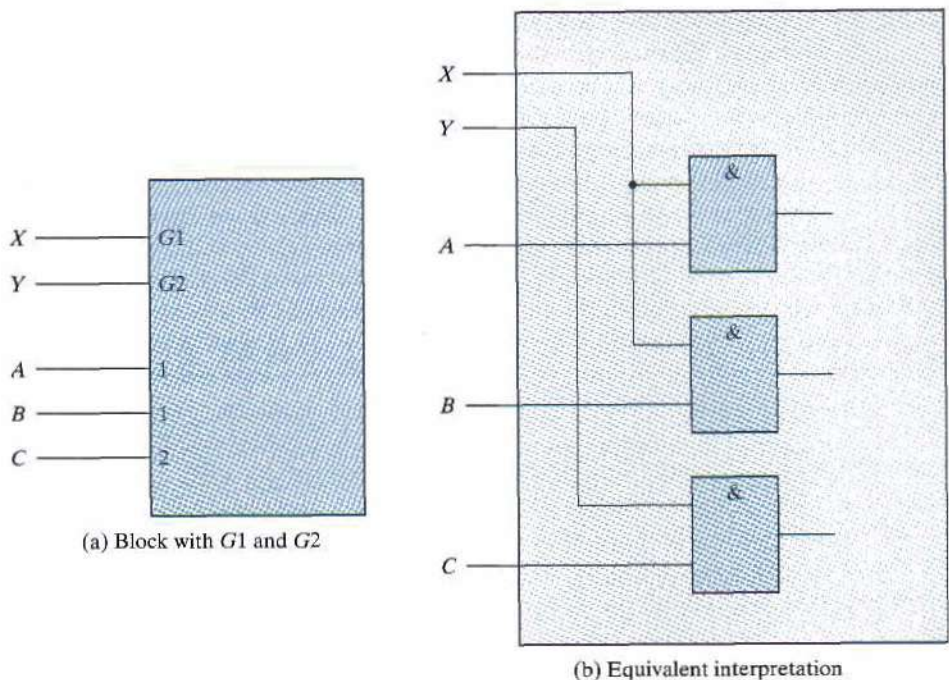 X
Y
A
B
C
G1
G2
1
1
2
(a) Block with G1 and G2
X
Y
A
B
C
&
&
&
(b) Equivalent interpretation